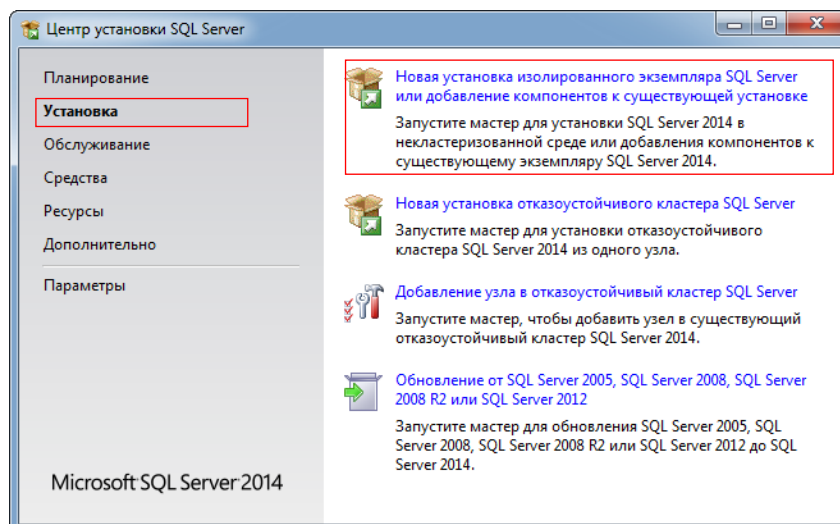 Центр установки SQL Server
Планирование
Установка
Обслуживание
Средства
Ресурсы
Дополнительно
Параметры
Microsoft SQL Server 2014
Новая установка изолированного экземпляра SQL Server
или добавление компонентов к существующей установке
Запустите мастер для установки SQL Server 2014 в
некластеризованной среде или добавления компонентов к
существующему экземпляру SQL Server 2014.
Новая установка отказоустойчивого кластера SQL Server
Запустите мастер для установки отказоустойчивого
кластера SQL Server 2014 из одного узла.
Добавление узла в отказоустойчивый кластер SQL Server
Запустите мастер, чтобы добавить узел в существующий
отказоустойчивый кластер SQL Server 2014.
Обновление от SQL Server 2005, SQL Server 2008, SQL Server
2008 R2 или SQL Server 2012
Запустите мастер для обновления SQL Server 2005, SQL
Server 2008, SQL Server 2008 R2 или SQL Server 2012 до SQL
Server 2014.